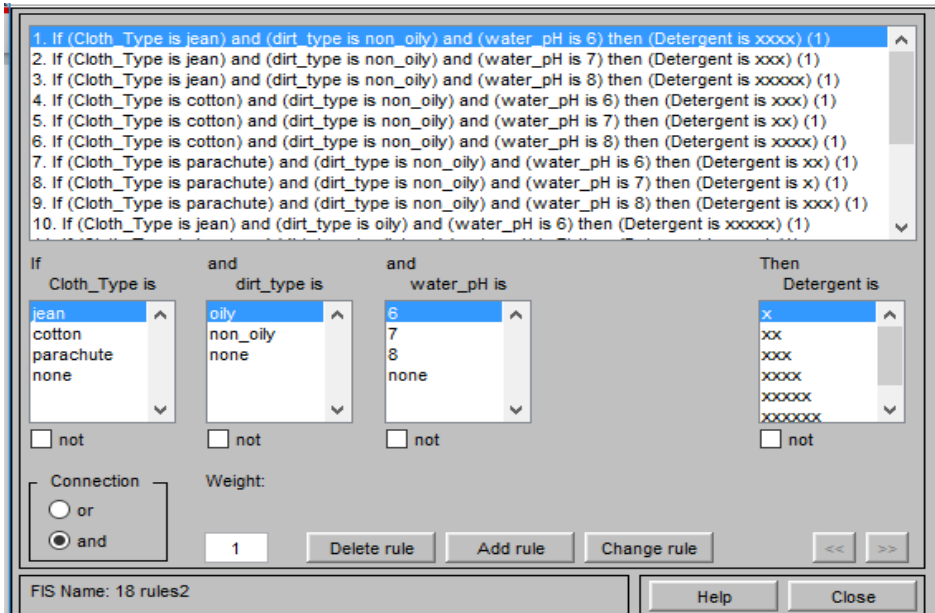 1. If (Cloth_Type is jean) and (dirt_type is non_oily) and (water_pH is 6) then (Detergent is xxxx) (1)
2. If (Cloth_Type is jean) and (dirt_type is non_oily) and (water_pH is 7) then (Detergent is xxx) (1)
3. If (Cloth_Type is jean) and (dirt_type is non_oily) and (water_pH is 8) then (Detergent is xxxxx) (1)
4. If (Cloth_Type is cotton) and (dirt_type is non_oily) and (water_pH is 6) then (Detergent is xxx) (1)
5. If (Cloth_Type is cotton) and (dirt_type is non_oily) and (water_pH is 7) then (Detergent is xx) (1)
6. If (Cloth_Type is cotton) and (dirt_type is non_oily) and (water_pH is 8) then (Detergent is xxxx) (1)
7. If (Cloth_Type is parachute) and (dirt_type is non_oily) and (water_pH is 6) then (Detergent is xx) (1)
8. If (Cloth_Type is parachute) and (dirt_type is non_oily) and (water_pH is 7) then (Detergent is x) (1)
9. If (Cloth_Type is parachute) and (dirt_type is non_oily) and (water_pH is 8) then (Detergent is xxx) (1)
10. If (Cloth_Type is jean) and (dirt_type is oily) and (water_pH is 6) then (Detergent is xxxxx) (1)
If and and Then
Cloth_Type is dirt_type is water_pH is Detergent is
jean oily 6 x
cotton non_oily 7 xx
parachute none 8 xxx
none none xxxx
xxxxx
xxxxxx
not not not not
Connection Weight:
or
and 1 Delete rule Add rule Change rule << >>
FIS Name: 18 rules2 Help Close